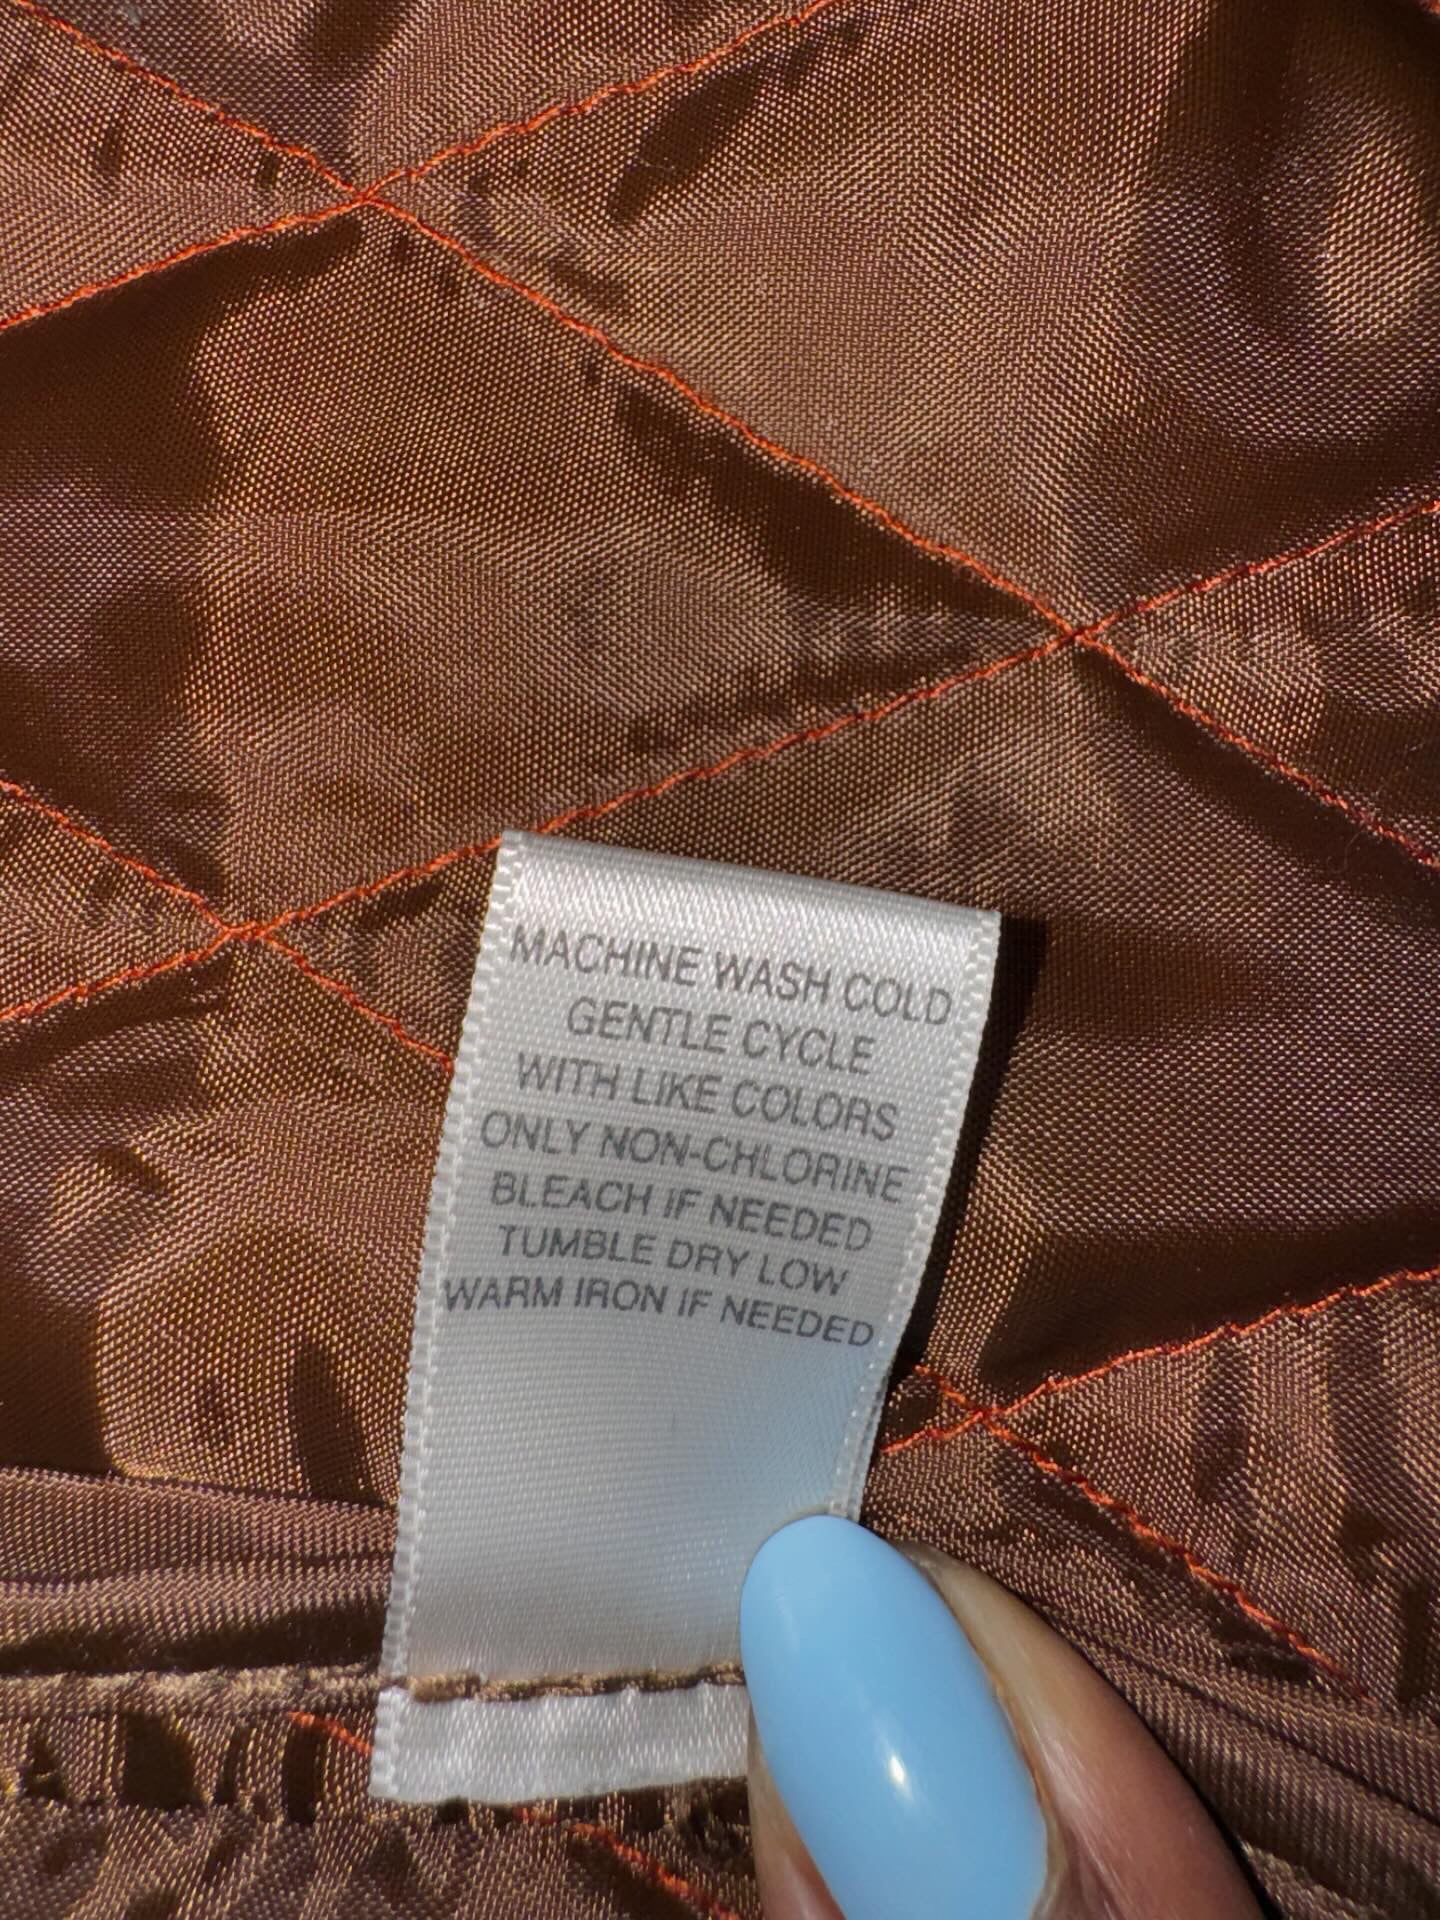 MACHINE WASH COLD
GENTLE CYCLE
WITH LIKE COLORS
ONLY NON-CHLORINE
BLEACH IF NEEDED
TUMBLE DRY LOW
WARM IRON IF NEEDED